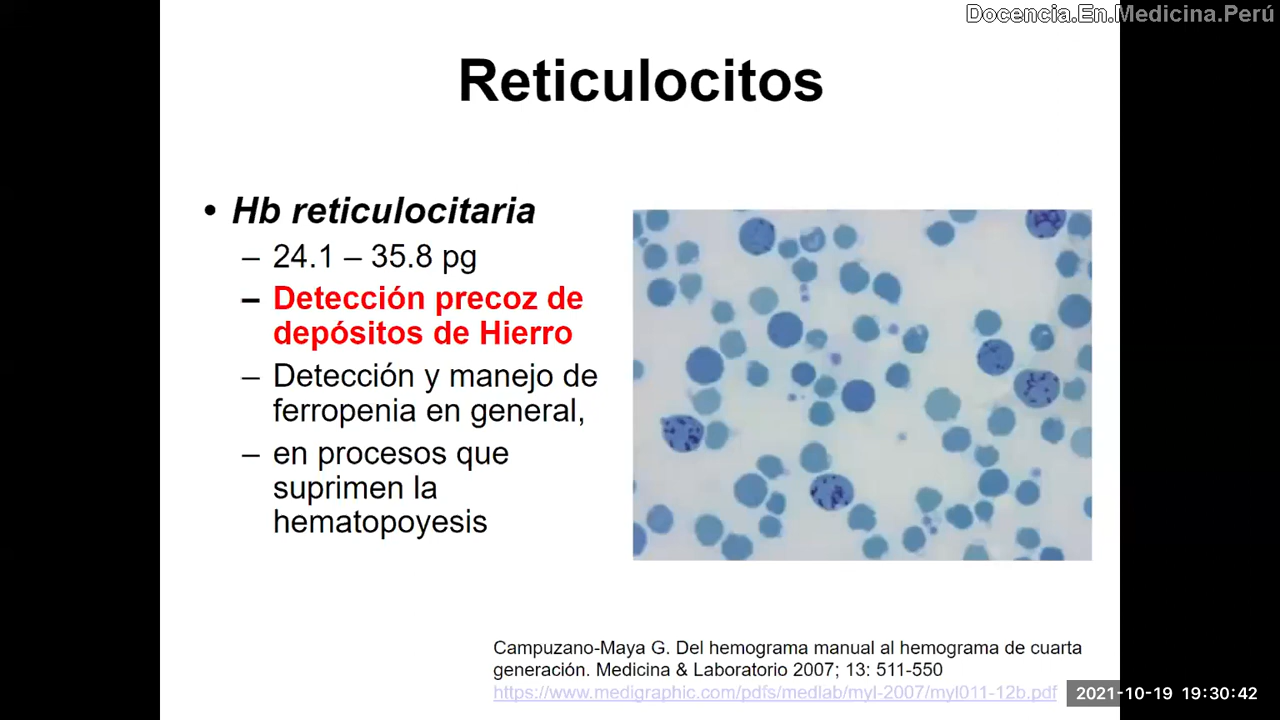 Docencia.En.Medicina.Perú
Reticulocitos
• Hb reticulocitaria
– 24.1 – 35.8 pg
– Detección precoz de
depósitos de Hierro
– Detección y manejo de
ferropenia en general,
– en procesos que
suprimen la
hematopoyesis
Campuzano-Maya G. Del hemograma manual al hemograma de cuarta
generación. Medicina & Laboratorio 2007; 13: 511-550
https://www.medigraphic.com/pdfs/medlab/myl-2007/myl011-12b.pdf
2021-10-19 19:30:42